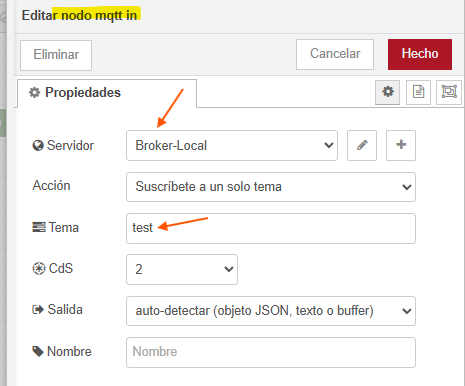 Editar nodo mqtt in
Eliminar
Cancelar
Hecho
Propiedades
Servidor
Broker-Local
Acción
Suscríbete a un solo tema
Tema
test
CdS
2
Salida
auto-detectar (objeto JSON, texto o buffer)
Nombre
Nombre